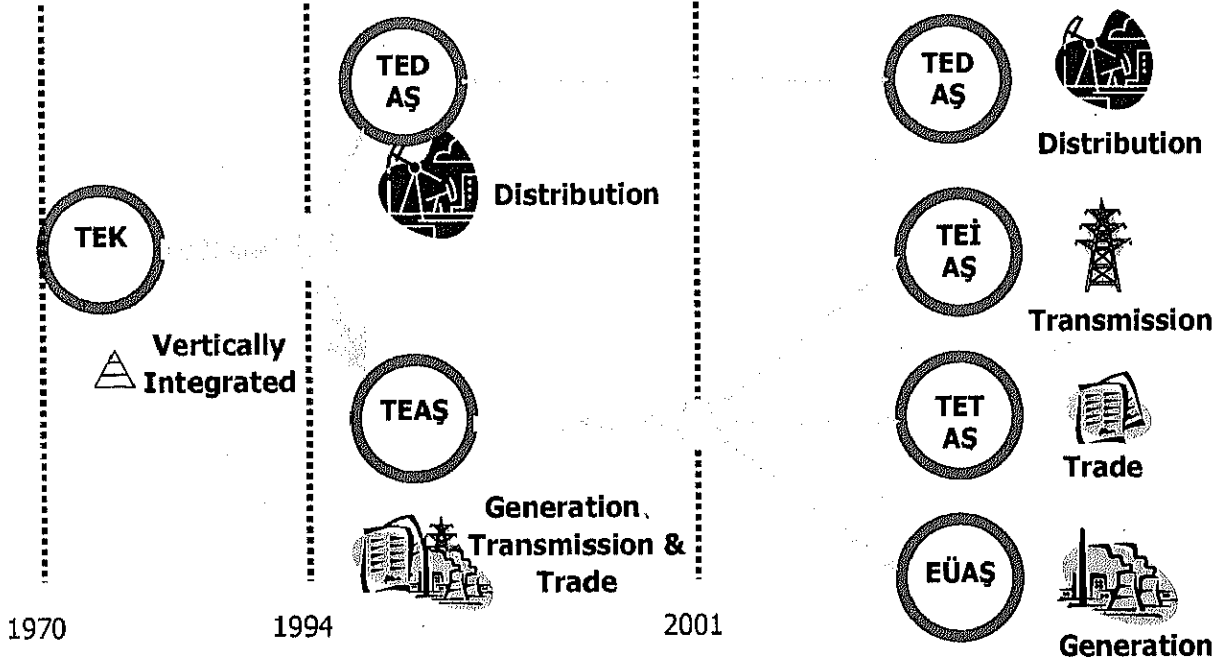 TED
AŞ
Distribution
TEK
Vertically
Integrated
TEAŞ
Generation,
Transmission &
Trade
TED
AŞ
Distribution
TEİ
AŞ
Transmission
TET
AŞ
Trade
EÜAŞ
Generation
1970
1994
2001